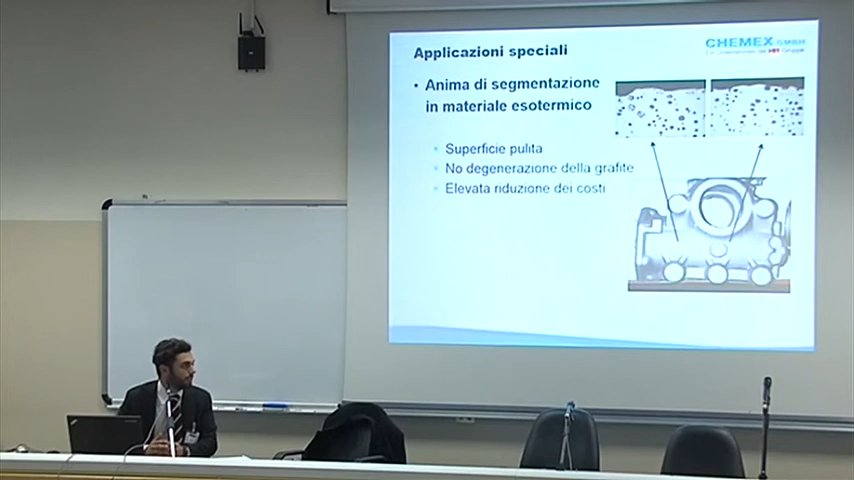 Applicazioni speciali
CHEMEX GMBH
• Anima di segmentazione
in materiale esotermico
Superficie pulita
No degenerazione della grafite
Elevata riduzione dei costi